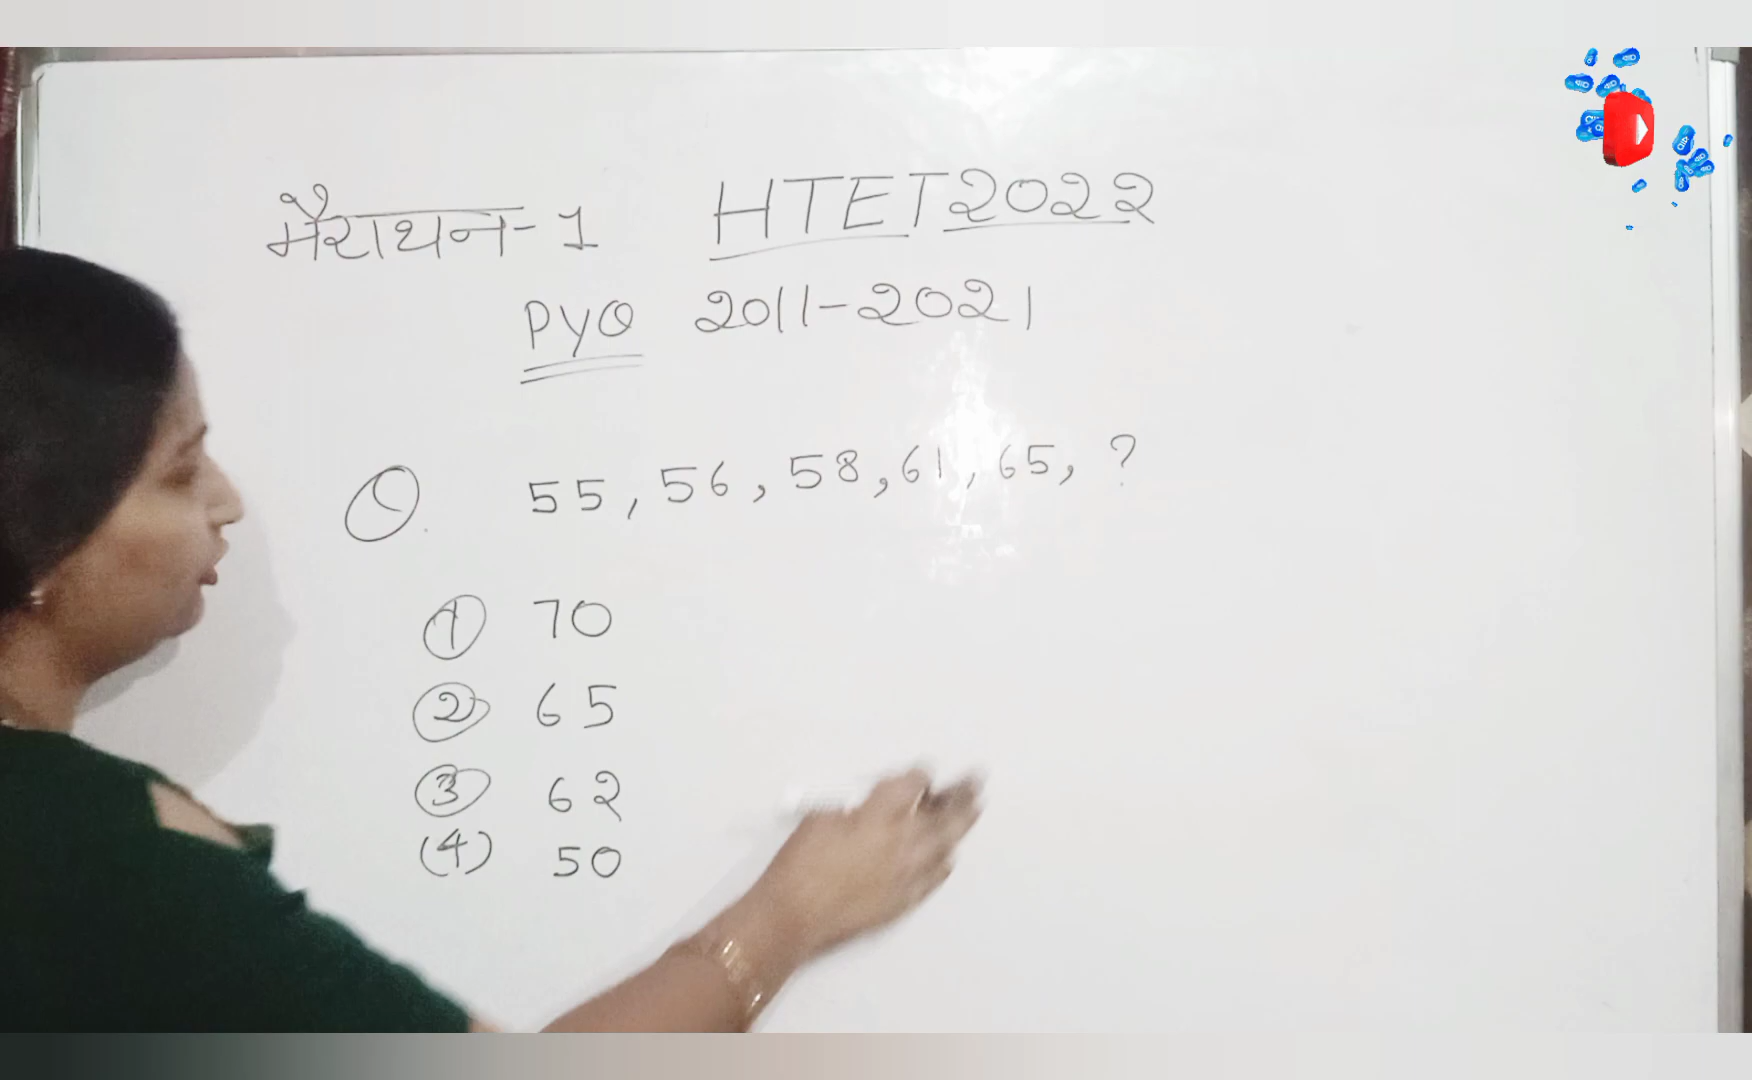 मैराथन-1 HTET2022
PYQ 2011-2021
Q. 55, 56, 58, 61, 65, ?
① 70
② 65
③ 62
(4) 50